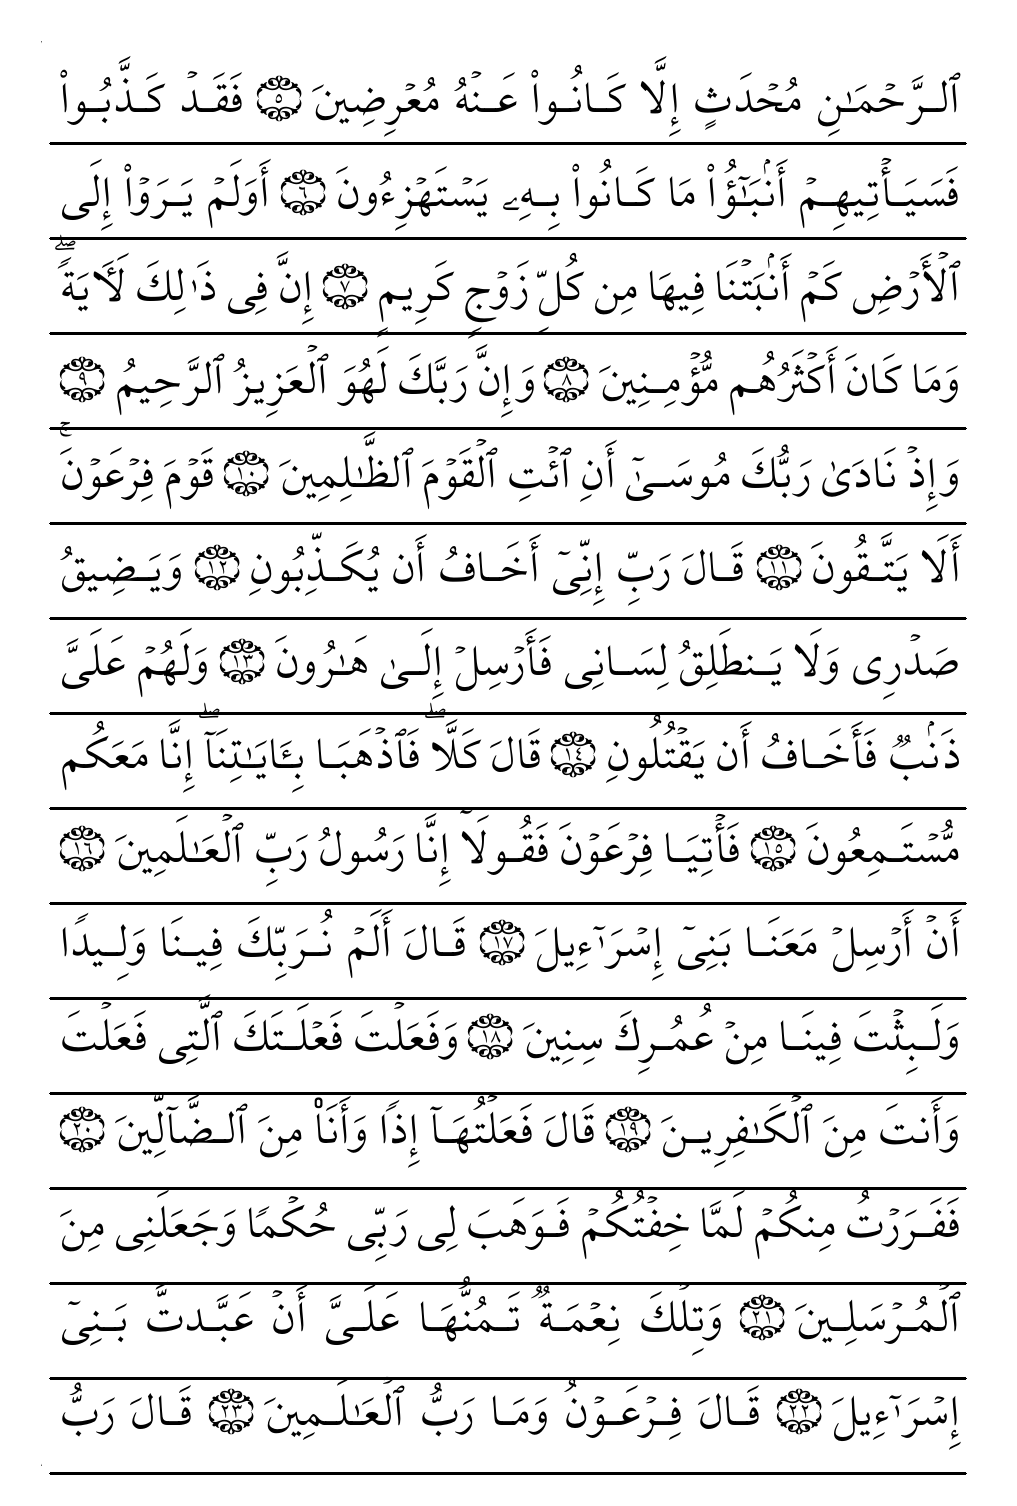 ٱلرَّحْمَـٰنِ مُحْدَثٍ إِلَّا كَانُوا۟ عَنْهُ مُعْرِضِينَ ٥ فَقَدْ كَذَّبُوا۟
فَسَيَأْتِيهِمْ أَنۢبَـٰٓؤُا۟ مَا كَانُوا۟ بِهِۦ يَسْتَهْزِءُونَ ٦ أَوَلَمْ يَرَوْا۟ إِلَى
ٱلْأَرْضِ كَمْ أَنۢبَتْنَا فِيهَا مِن كُلِّ زَوْجٍ كَرِيمٍ ٧ إِنَّ فِى ذَٰلِكَ لَـَٔايَةً ۖ
وَمَا كَانَ أَكْثَرُهُم مُّؤْمِنِينَ ٨ وَإِنَّ رَبَّكَ لَهُوَ ٱلْعَزِيزُ ٱلرَّحِيمُ ٩
وَإِذْ نَادَىٰ رَبُّكَ مُوسَىٰٓ أَنِ ٱئْتِ ٱلْقَوْمَ ٱلظَّـٰلِمِينَ ١٠ قَوْمَ فِرْعَوْنَ ۚ
أَلَا يَتَّقُونَ ١١ قَالَ رَبِّ إِنِّىٓ أَخَافُ أَن يُكَذِّبُونِ ١٢ وَيَضِيقُ
صَدْرِى وَلَا يَنطَلِقُ لِسَانِى فَأَرْسِلْ إِلَىٰ هَـٰرُونَ ١٣ وَلَهُمْ عَلَىَّ
ذَنۢبٌ فَأَخَافُ أَن يَقْتُلُونِ ١٤ قَالَ كَلَّا ۖ فَٱذْهَبَا بِـَٔايَـٰتِنَآ ۖ إِنَّا مَعَكُم
مُّسْتَمِعُونَ ١٥ فَأْتِيَا فِرْعَوْنَ فَقُولَآ إِنَّا رَسُولُ رَبِّ ٱلْعَـٰلَمِينَ ١٦
أَنْ أَرْسِلْ مَعَنَا بَنِىٓ إِسْرَٰٓءِيلَ ١٧ قَالَ أَلَمْ نُرَبِّكَ فِينَا وَلِيدًا
وَلَبِثْتَ فِينَا مِنْ عُمُرِكَ سِنِينَ ١٨ وَفَعَلْتَ فَعْلَتَكَ ٱلَّتِى فَعَلْتَ
وَأَنتَ مِنَ ٱلْكَـٰفِرِينَ ١٩ قَالَ فَعَلْتُهَآ إِذًا وَأَنَا۠ مِنَ ٱلضَّآلِّينَ ٢٠
فَفَرَرْتُ مِنكُمْ لَمَّا خِفْتُكُمْ فَوَهَبَ لِى رَبِّى حُكْمًا وَجَعَلَنِى مِنَ
ٱلْمُرْسَلِينَ ٢١ وَتِلْكَ نِعْمَةٌ تَمُنُّهَا عَلَىَّ أَنْ عَبَّدتَّ بَنِىٓ
إِسْرَٰٓءِيلَ ٢٢ قَالَ فِرْعَوْنُ وَمَا رَبُّ ٱلْعَـٰلَمِينَ ٢٣ قَالَ رَبُّ